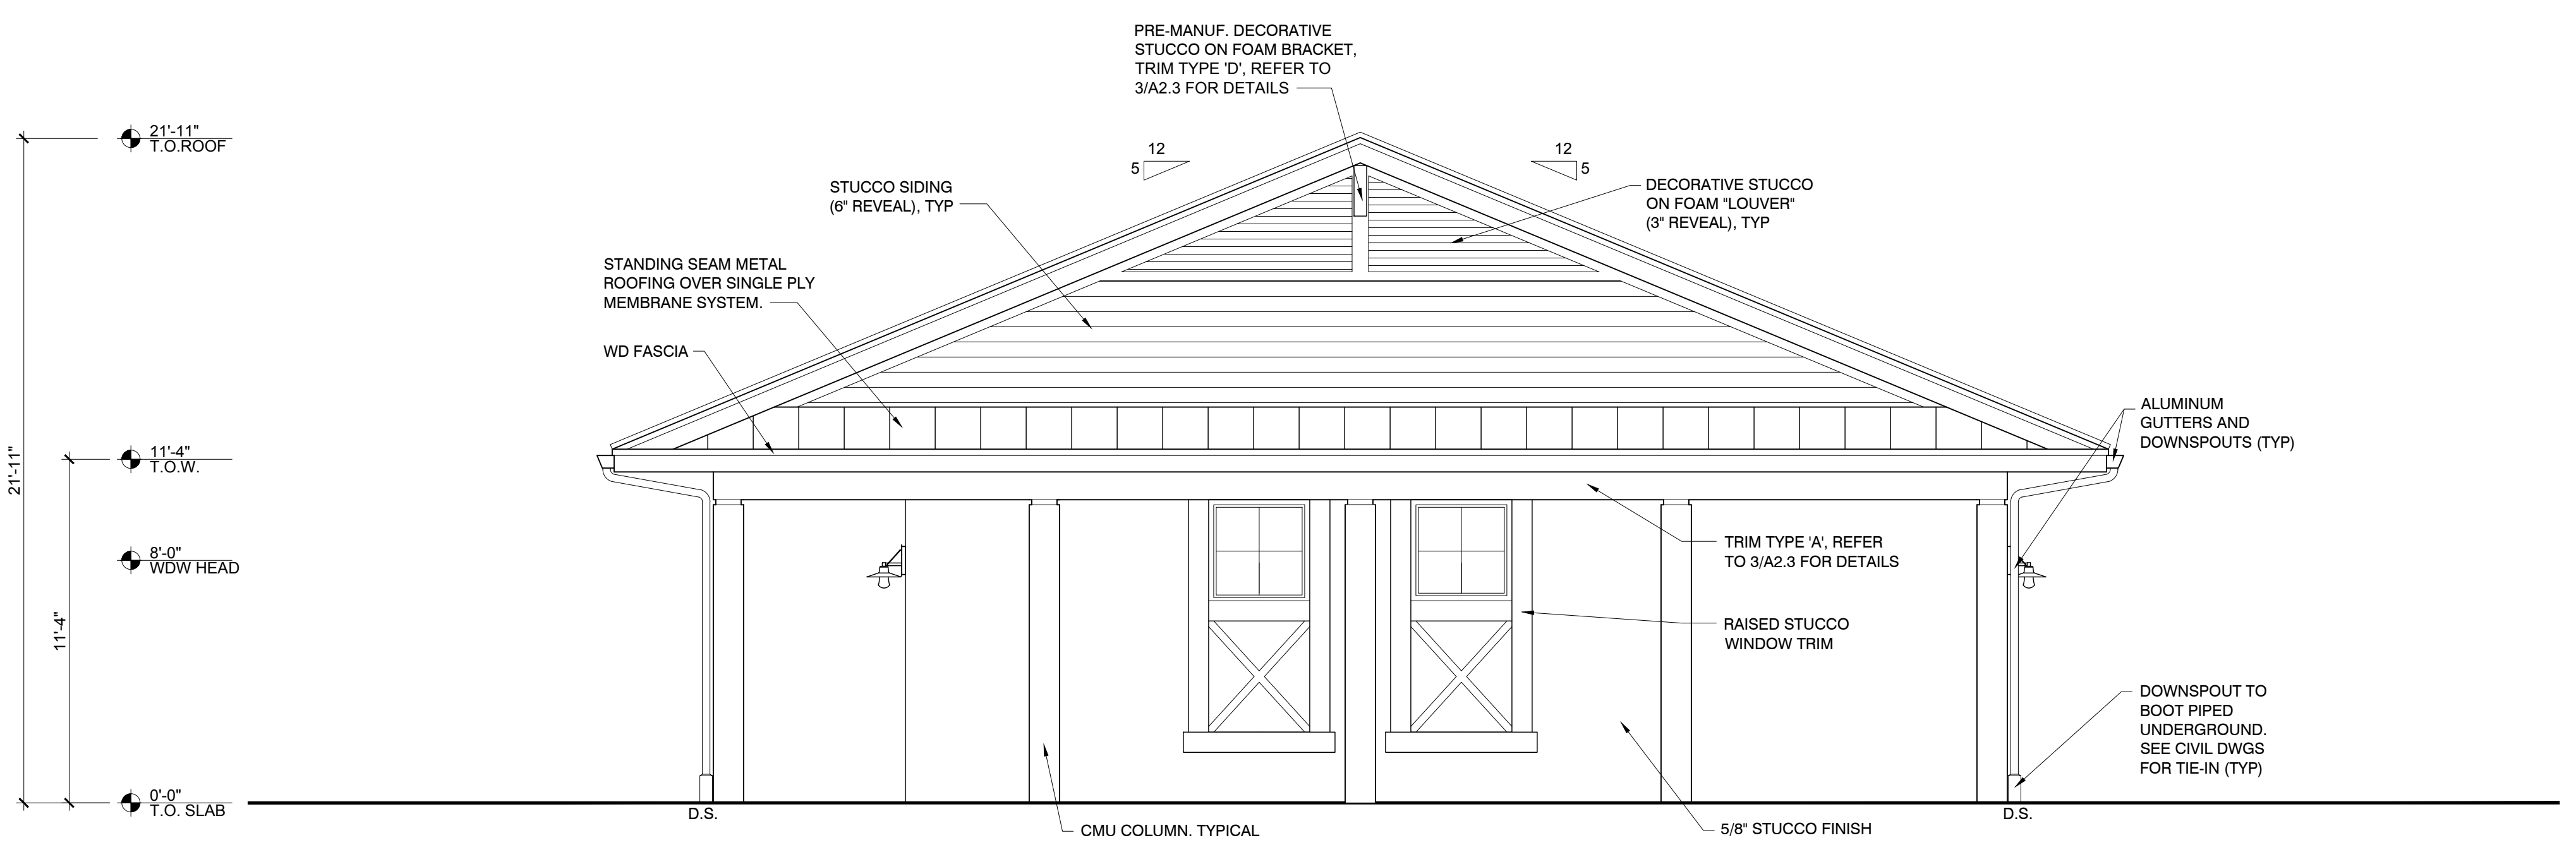 PRE-MANUF. DECORATIVE
STUCCO ON FOAM BRACKET,
TRIM TYPE 'D', REFER TO
3/A2.3 FOR DETAILS
21'-11"
T.O.ROOF
12
5
12
5
STUCCO SIDING
(6" REVEAL), TYP
DECORATIVE STUCCO
ON FOAM "LOUVER"
(3" REVEAL), TYP
STANDING SEAM METAL
ROOFING OVER SINGLE PLY
MEMBRANE SYSTEM.
WD FASCIA
ALUMINUM
GUTTERS AND
DOWNSPOUTS (TYP)
21'-11"
11'-4"
T.O.W.
8'-0"
WDW HEAD
TRIM TYPE 'A', REFER
TO 3/A2.3 FOR DETAILS
11'-4"
RAISED STUCCO
WINDOW TRIM
DOWNSPOUT TO
BOOT PIPED
UNDERGROUND.
SEE CIVIL DWGS
FOR TIE-IN (TYP)
0'-0"
T.O. SLAB
D.S.
D.S.
CMU COLUMN. TYPICAL
5/8" STUCCO FINISH